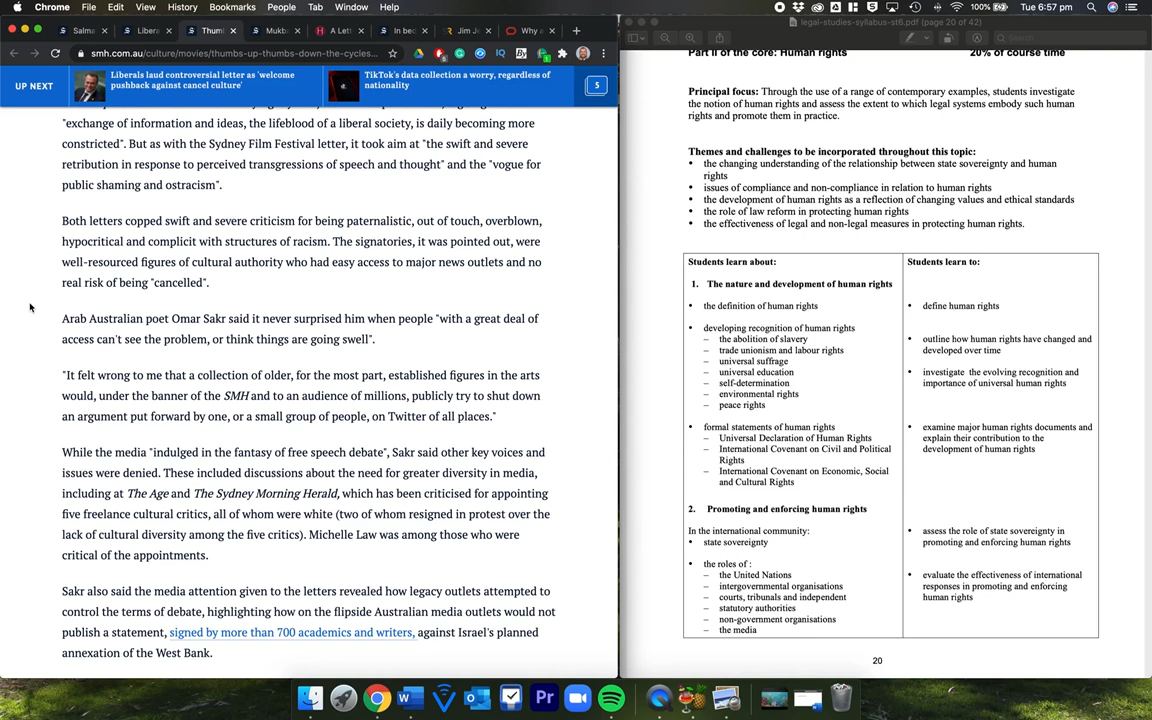 Chrome File Edit View History Bookmarks People Tab Window Help 100% Tue 6:57 pm
Salma Libera Thumb Mukba A Lett In bed Jim Je Why a
smh.com.au/culture/movies/thumbs-up-thumbs-down-the-cycles...
legal-studies-syllabus-st6.pdf (page 20 of 42)
Search
UP NEXT
Liberals laud controversial letter as 'welcome
pushback against cancel culture'
TikTok's data collection a worry, regardless of
nationality
5
"exchange of information and ideas, the lifeblood of a liberal society, is daily becoming more
constricted". But as with the Sydney Film Festival letter, it took aim at "the swift and severe
retribution in response to perceived transgressions of speech and thought" and the "vogue for
public shaming and ostracism".
Both letters copped swift and severe criticism for being paternalistic, out of touch, overblown,
hypocritical and complicit with structures of racism. The signatories, it was pointed out, were
well-resourced figures of cultural authority who had easy access to major news outlets and no
real risk of being "cancelled".
Arab Australian poet Omar Sakr said it never surprised him when people "with a great deal of
access can't see the problem, or think things are going swell".
"It felt wrong to me that a collection of older, for the most part, established figures in the arts
would, under the banner of the SMH and to an audience of millions, publicly try to shut down
an argument put forward by one, or a small group of people, on Twitter of all places."
While the media "indulged in the fantasy of free speech debate", Sakr said other key voices and
issues were denied. These included discussions about the need for greater diversity in media,
including at The Age and The Sydney Morning Herald, which has been criticised for appointing
five freelance cultural critics, all of whom were white (two of whom resigned in protest over the
lack of cultural diversity among the five critics). Michelle Law was among those who were
critical of the appointments.
Sakr also said the media attention given to the letters revealed how legacy outlets attempted to
control the terms of debate, highlighting how on the flipside Australian media outlets would not
publish a statement, signed by more than 700 academics and writers, against Israel's planned
annexation of the West Bank.
Part II of the core: Human rights 20% of course time
Principal focus: Through the use of a range of contemporary examples, students investigate
the notion of human rights and assess the extent to which legal systems embody such human
rights and promote them in practice.
Themes and challenges to be incorporated throughout this topic:
• the changing understanding of the relationship between state sovereignty and human
rights
• issues of compliance and non-compliance in relation to human rights
• the development of human rights as a reflection of changing values and ethical standards
• the role of law reform in protecting human rights
• the effectiveness of legal and non-legal measures in protecting human rights.
Students learn about: Students learn to:
1. The nature and development of human rights
• the definition of human rights
• define human rights
• developing recognition of human rights
– the abolition of slavery
– trade unionism and labour rights
– universal suffrage
– universal education
– self-determination
– environmental rights
– peace rights
• outline how human rights have changed and
developed over time
• investigate the evolving recognition and
importance of universal human rights
• formal statements of human rights
– Universal Declaration of Human Rights
– International Covenant on Civil and Political
Rights
– International Covenant on Economic, Social
and Cultural Rights
• examine major human rights documents and
explain their contribution to the
development of human rights
2. Promoting and enforcing human rights
In the international community:
• state sovereignty
• assess the role of state sovereignty in
promoting and enforcing human rights
• the roles of :
– the United Nations
– intergovernmental organisations
– courts, tribunals and independent
– statutory authorities
– non-government organisations
– the media
• evaluate the effectiveness of international
responses in promoting and enforcing
human rights
20